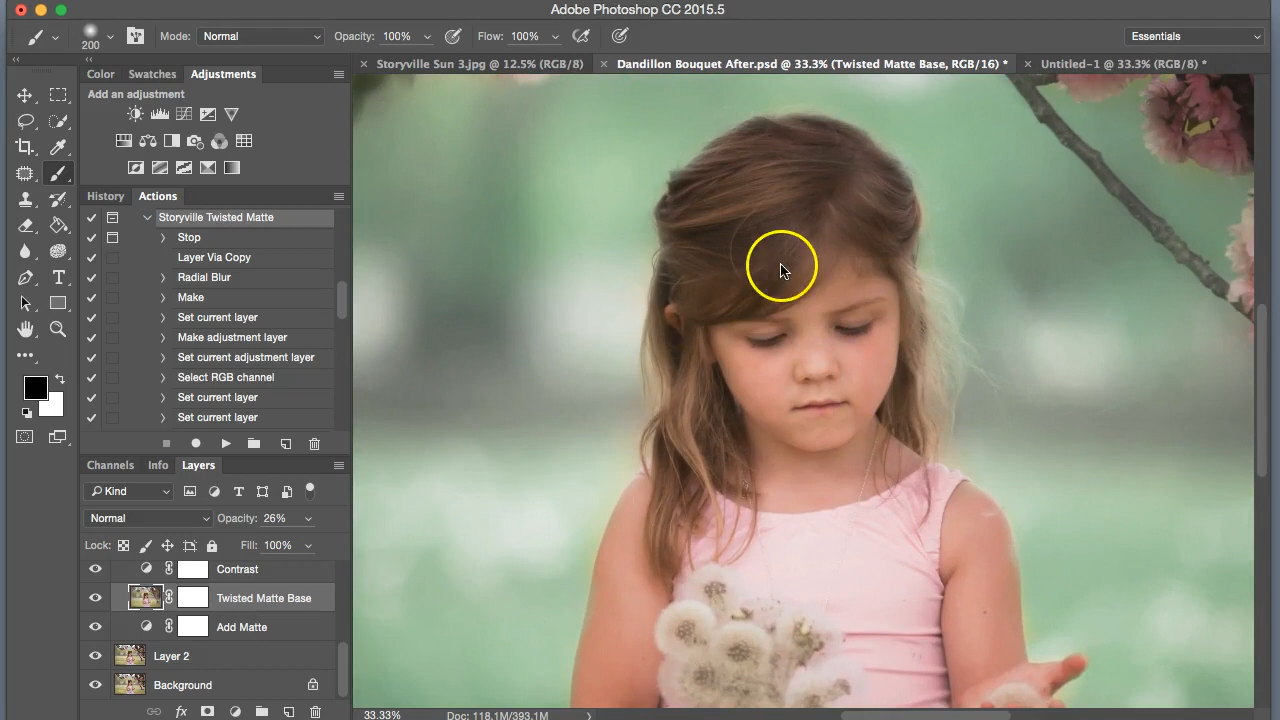 Adobe Photoshop CC 2015.5
200
Mode: Normal
Opacity: 100%
Flow: 100%
Essentials
Storyville Sun 3.jpg @ 12.5% (RGB/8)
Dandillon Bouquet After.psd @ 33.3% (Twisted Matte Base, RGB/16) *
Untitled-1 @ 33.3% (RGB/8) *
Color Swatches Adjustments
Add an adjustment
History Actions
Storyville Twisted Matte
Stop
Layer Via Copy
Radial Blur
Make
Set current layer
Make adjustment layer
Set current adjustment layer
Select RGB channel
Set current layer
Set current layer
Channels Info Layers
Kind
Normal Opacity: 26%
Lock: Fill: 100%
Contrast
Twisted Matte Base
Add Matte
Layer 2
Background
33.33% Doc: 118.1M/393.1M